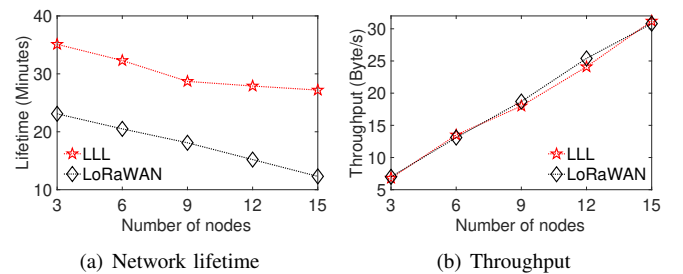 40
30
20
10
Lifetime (Minutes)
LLL
LoRaWAN
3 6 9 12 15
Number of nodes
(a) Network lifetime
30
25
20
15
10
5
Throughput (Byte/s)
LLL
LoRaWAN
3 6 9 12 15
Number of nodes
(b) Throughput